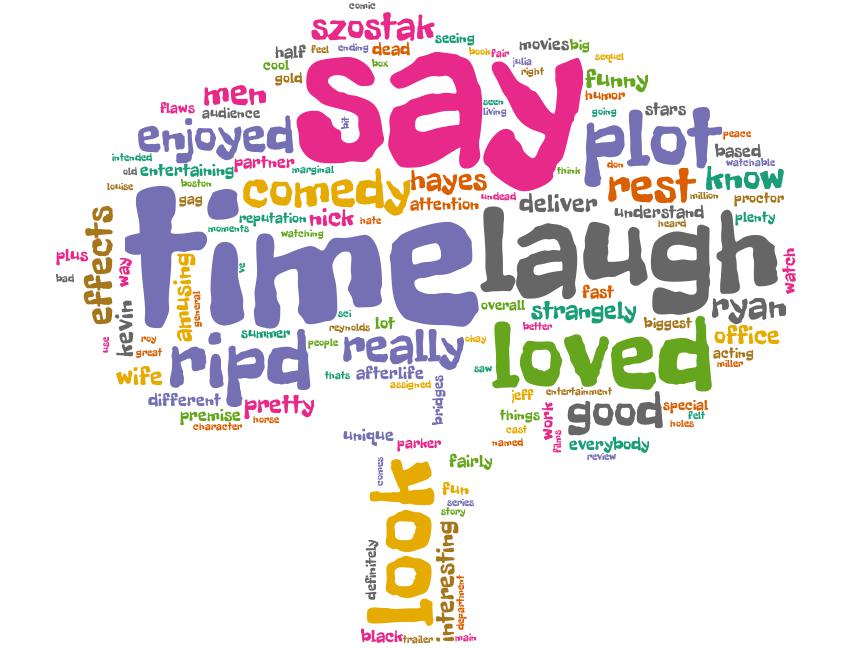 comic
szostak
seeing
half
feel
ending
dead
book
fair
movies
big
sequel
cool
box
julia
right
gold
say
funny
men
humor
flaws
audience
seen
living
going
stars
enjoyed
bit
plot
peace
intended
old
entertaining
partner
marginal
think
don
based
watchable
louise
boston
comedy
hayes
rest
know
gag
attention
undead
deliver
million
proctor
reputation
nick
hate
understand
heard
plenty
moments
watching
effects
time
laugh
plus
bad
way
ve
watch
amusing
general
fast
kevin
sci
overall
strangely
ryan
use
roy
great
summer
reynolds
lot
better
biggest
office
people
really
okay
loved
acting
miller
wife
ripd
thats
afterlife
assigned
saw
different
pretty
bridges
jeff
entertainment
premise
horse
character
things
work
good
special
felt
holes
cast
named
films
everybody
review
unique
parker
comes
look
fairly
fun
series
story
definitely
interesting
department
black
trailer
main